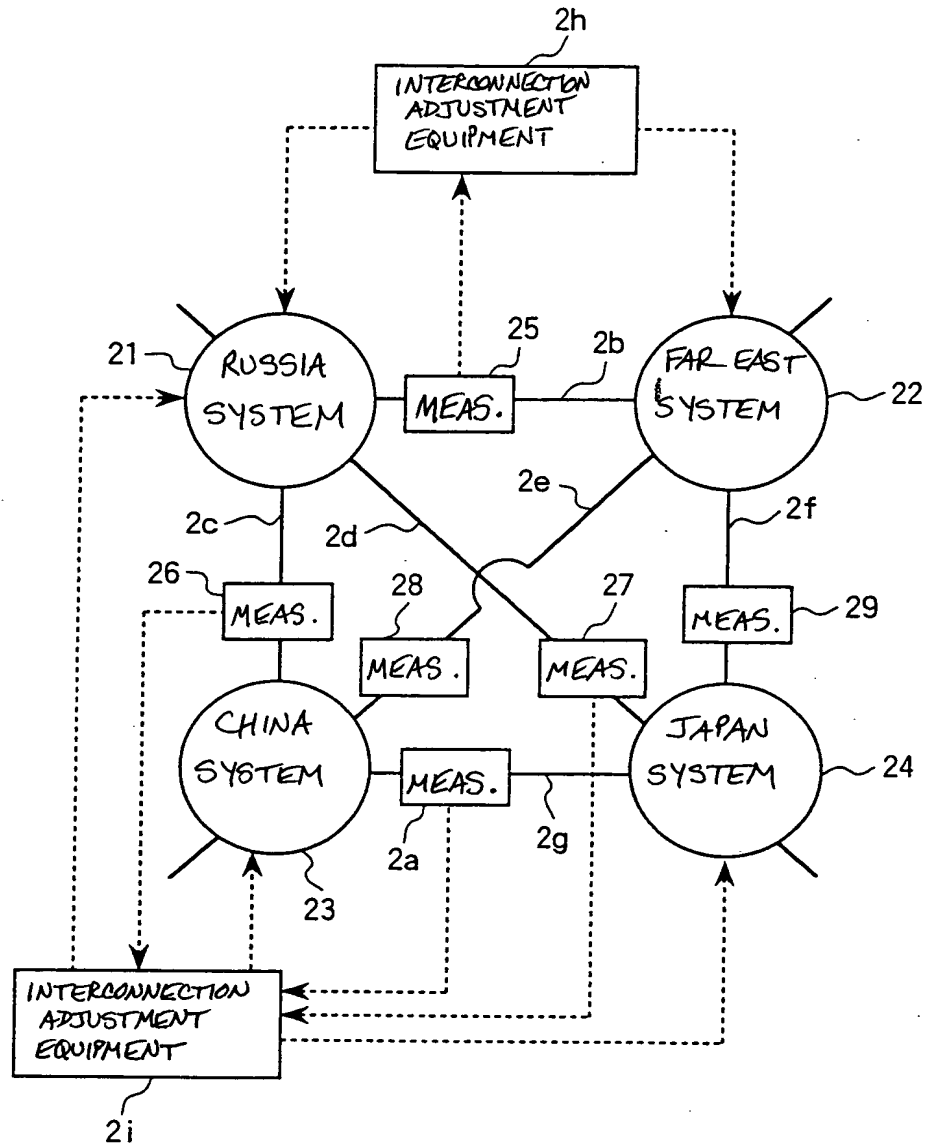 2h
INTERCONNECTION
ADJUSTMENT
EQUIPMENT
25
2b
21
RUSSIA
SYSTEM
MEAS.
FAR EAST
SYSTEM
22
2e
2c
2d
2f
26
28
27
MEAS.
MEAS.
29
MEAS.
MEAS.
CHINA
SYSTEM
JAPAN
SYSTEM
MEAS.
24
2a
2g
23
INTERCONNECTION
ADJUSTMENT
EQUIPMENT
2i